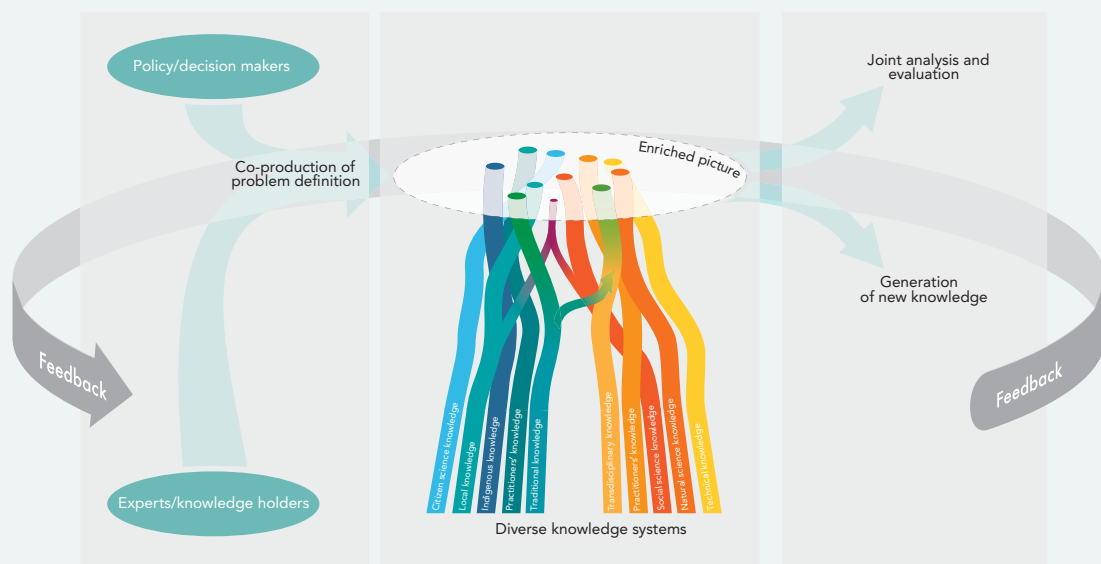 Policy/decision makers
Co-production of
problem definition
Experts/knowledge holders
Feedback
Enriched picture
Citizen science knowledge
Local knowledge
Indigenous knowledge
Practitioners' knowledge
Traditional knowledge
Transdisciplinary knowledge
Practitioners' knowledge
Social science knowledge
Natural science knowledge
Technical knowledge
Diverse knowledge systems
Joint analysis and
evaluation
Generation
of new knowledge
Feedback